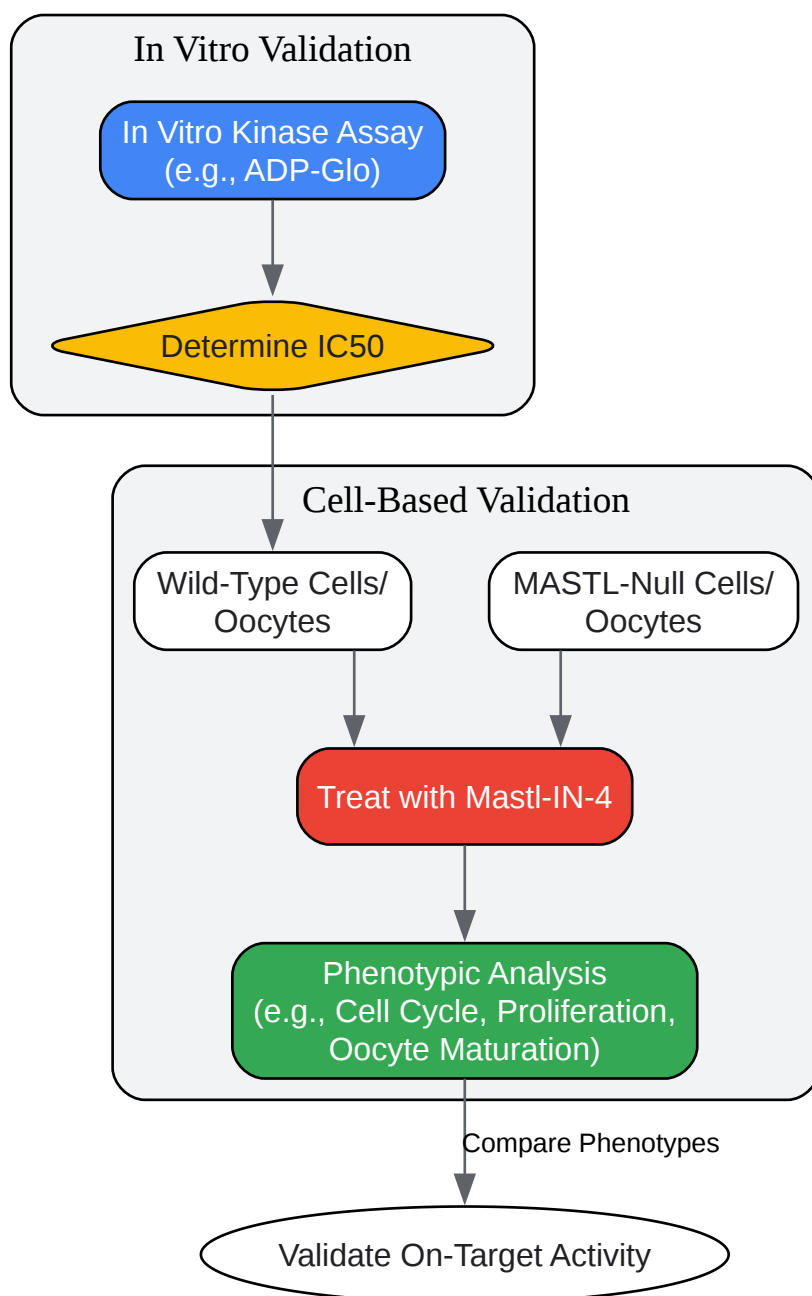 In Vitro Validation
In Vitro Kinase Assay
(e.g., ADP-Glo)
Determine IC50
Cell-Based Validation
Wild-Type Cells/
Oocytes
MASTL-Null Cells/
Oocytes
Treat with Mastl-IN-4
Phenotypic Analysis
(e.g., Cell Cycle, Proliferation,
Oocyte Maturation)
Compare Phenotypes
Validate On-Target Activity